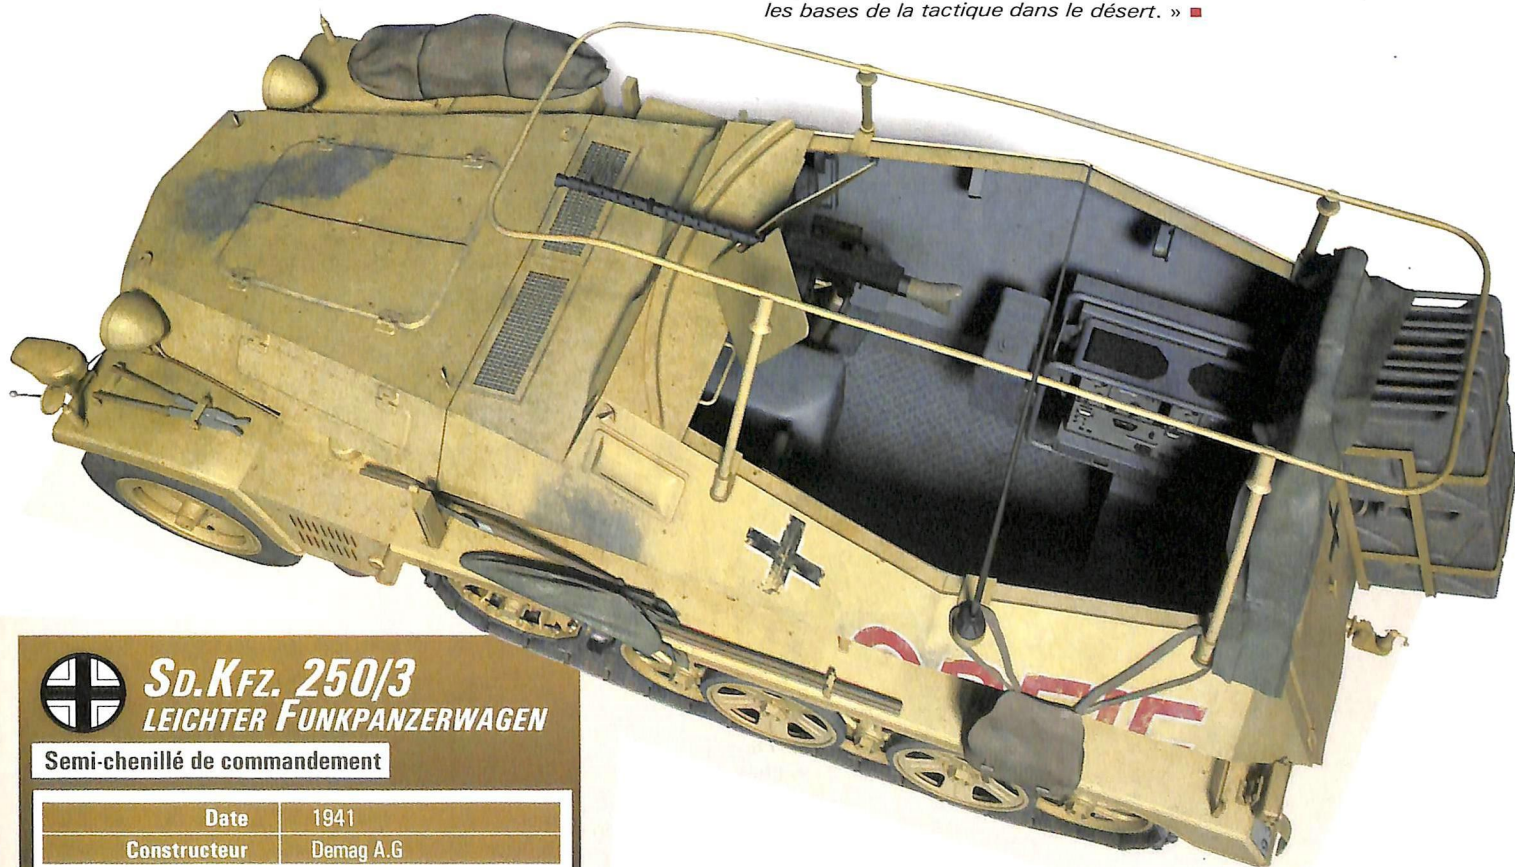 les bases de la tactique dans le désert. »
SD.KFZ. 250/3
LEICHTER FUNKPANZERWAGEN
Semi-chenillé de commandement
Date 1941
Constructeur Demag A.G